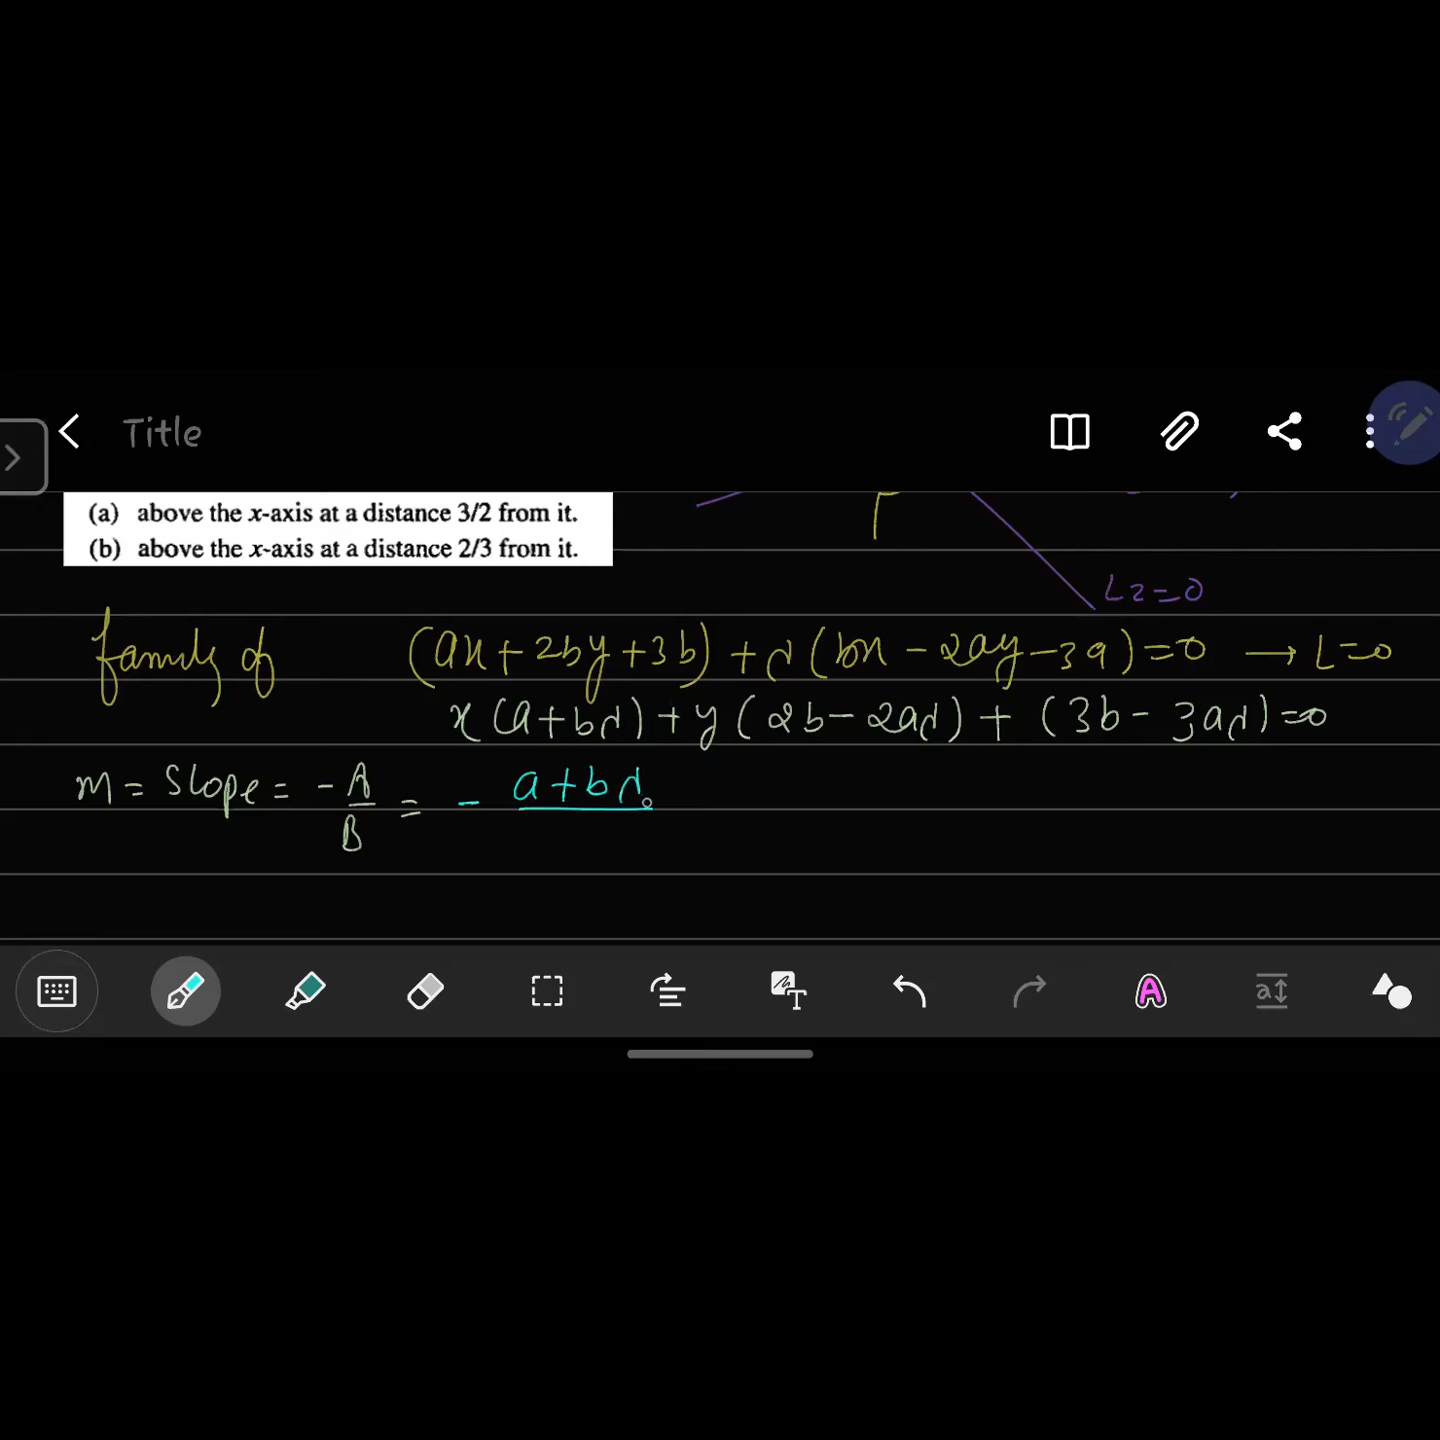 Title
(a) above the x-axis at a distance 3/2 from it.
(b) above the x-axis at a distance 2/3 from it.
L2=0
family of (ax+2by+3b)+λ(bx-2ay-3a)=0 → L=0
x(a+bλ)+y(2b-2aλ)+(3b-3aλ)=0
m = Slope = -A/B = - a+bλ
A
a